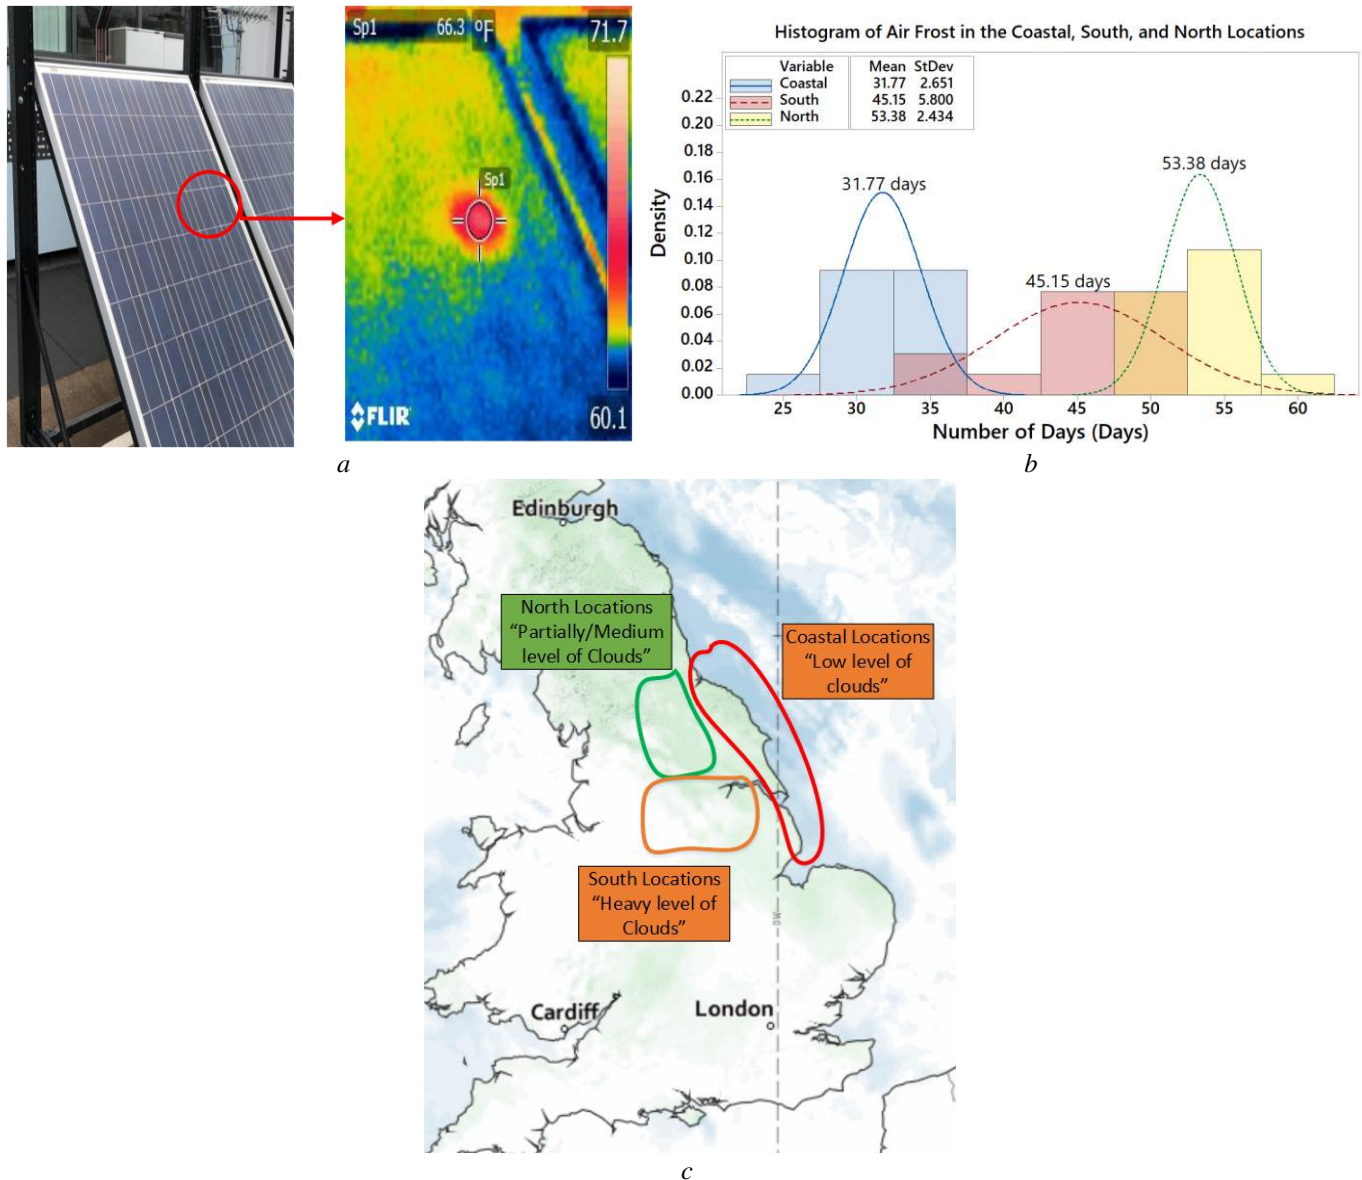 Sp1 66.3 °F 71.7
Sp1
FLIR 60.1
a
Histogram of Air Frost in the Coastal, South, and North Locations
Variable Mean StDev
Coastal 31.77 2.651
South 45.15 5.800
North 53.38 2.434
31.77 days
45.15 days
53.38 days
Density
0.22
0.20
0.18
0.16
0.14
0.12
0.10
0.08
0.06
0.04
0.02
0.00
25 30 35 40 45 50 55 60
Number of Days (Days)
b
Edinburgh
North Locations
“Partially/Medium
level of Clouds”
Coastal Locations
“Low level of
clouds”
South Locations
“Heavy level of
Clouds”
Cardiff
London
c